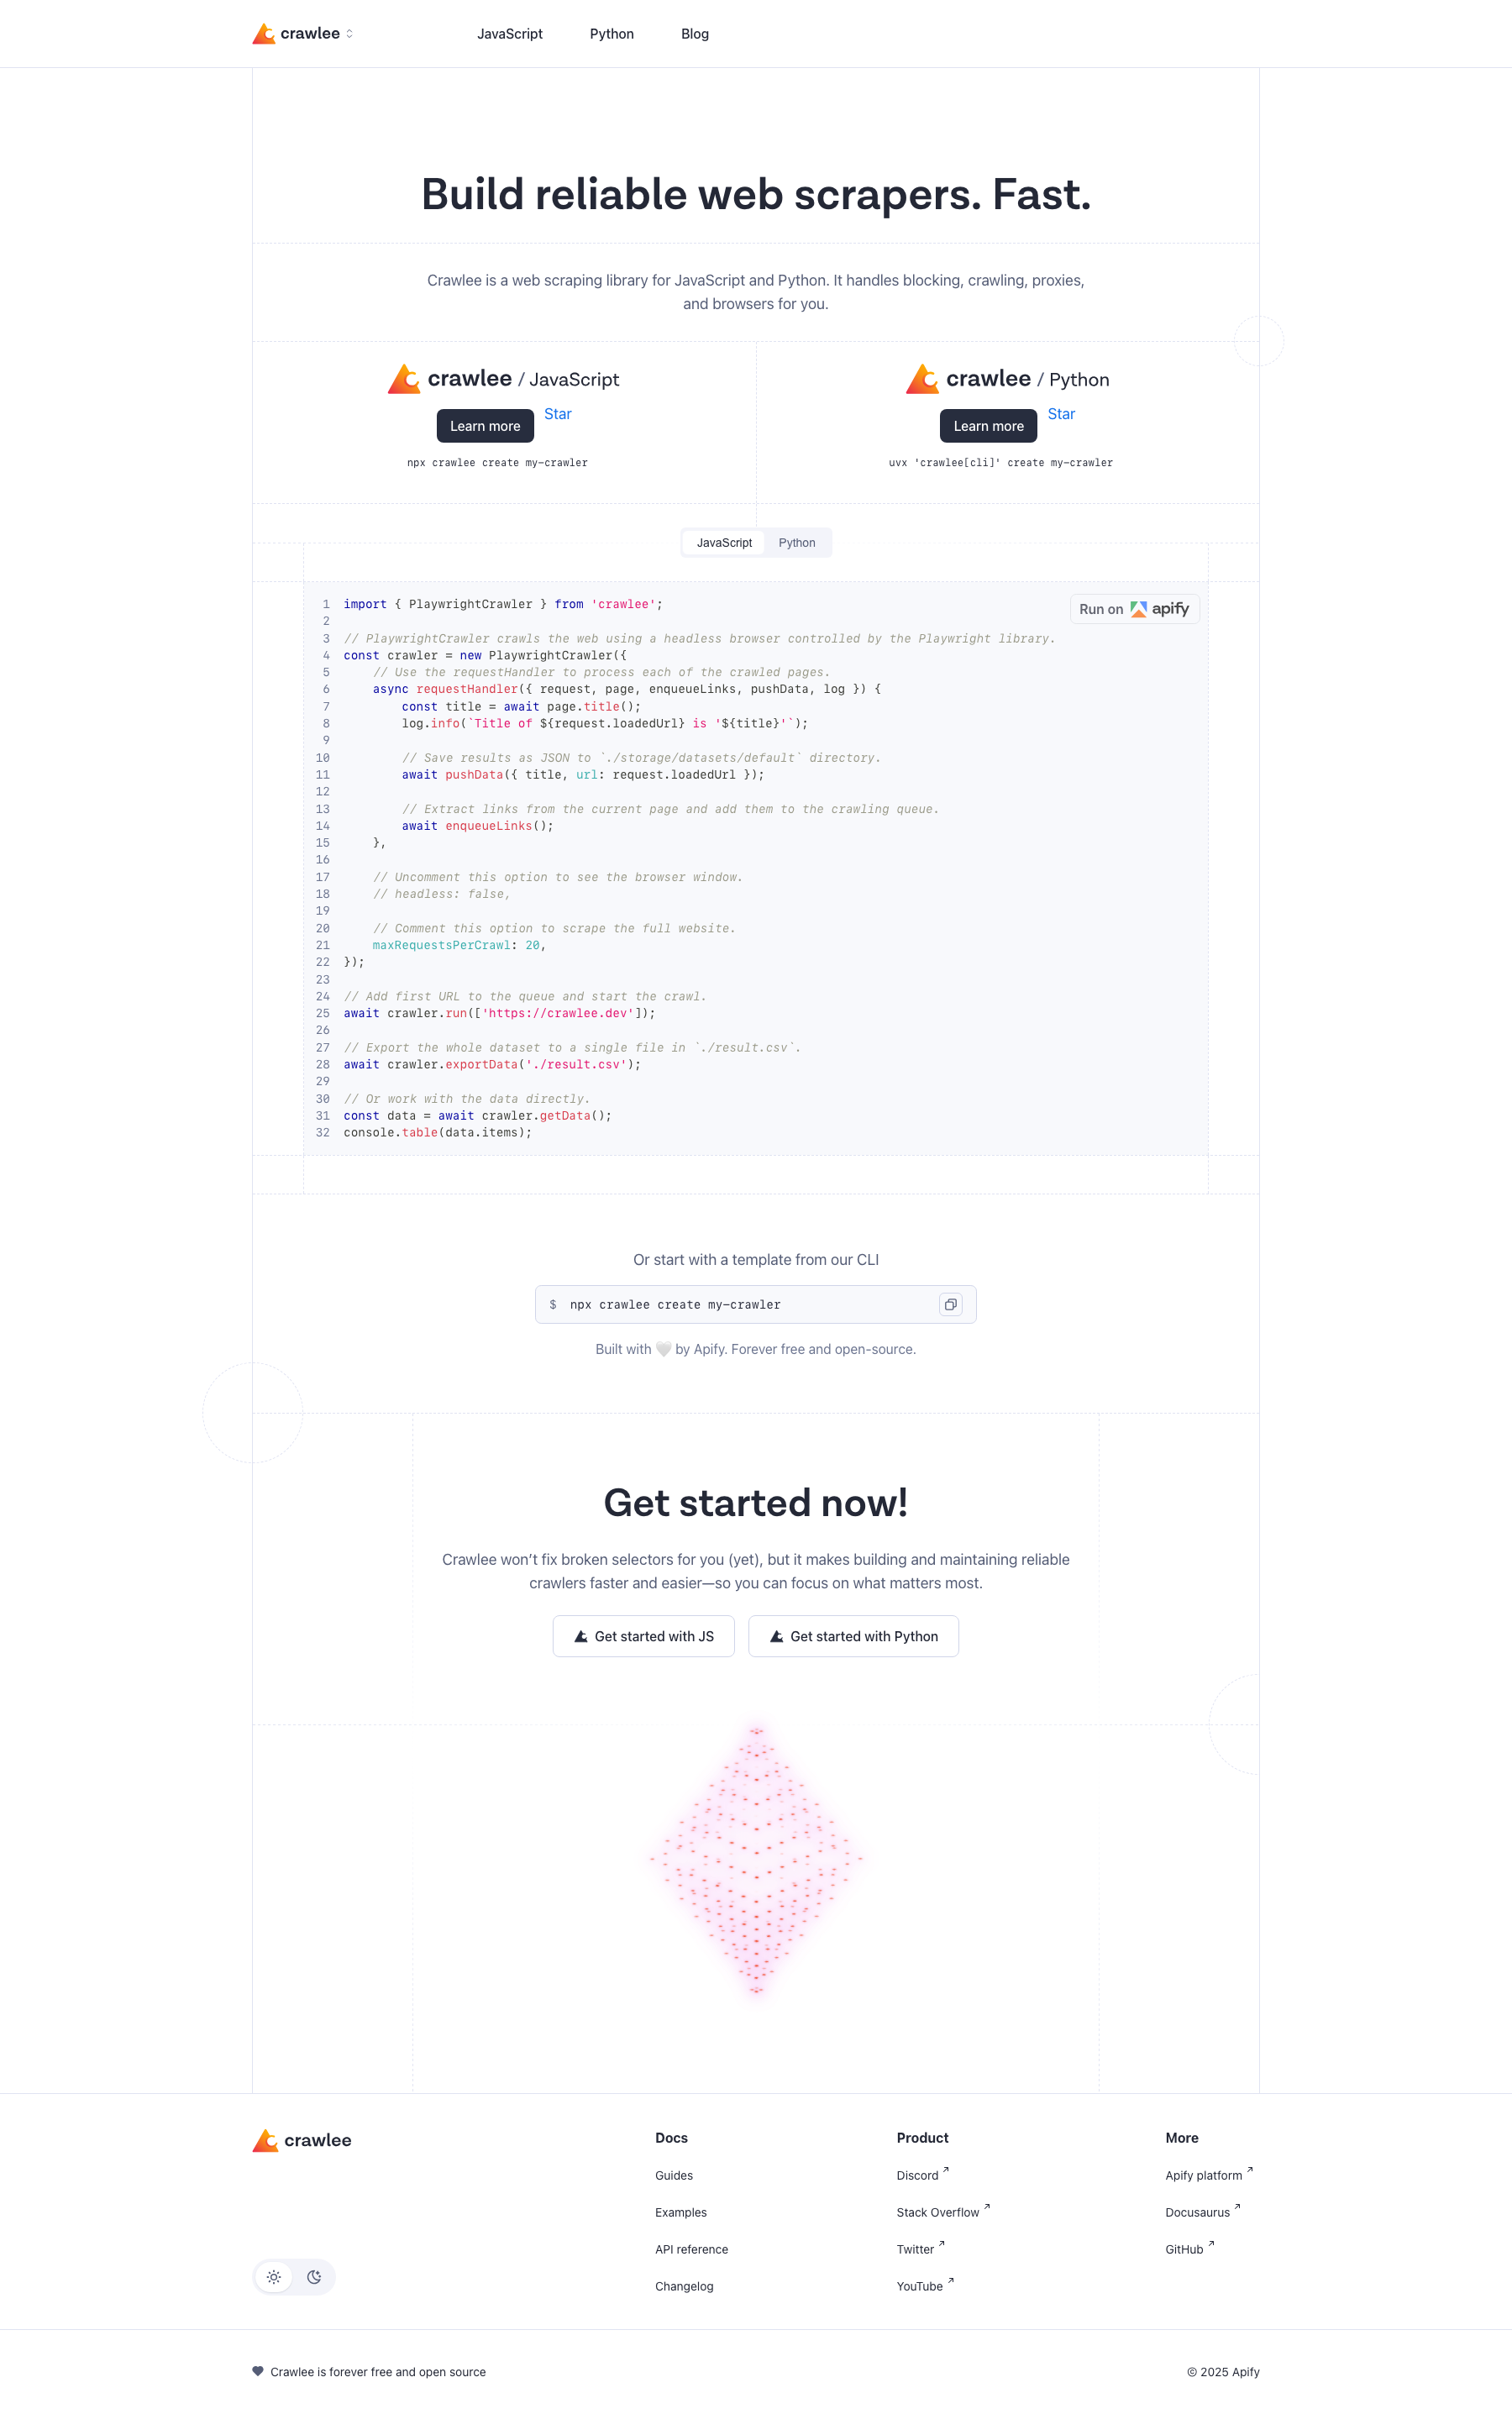 crawlee
JavaScript
Python
Blog
Build reliable web scrapers. Fast.
Crawlee is a web scraping library for JavaScript and Python. It handles blocking, crawling, proxies,
and browsers for you.
crawlee / JavaScript
Learn more
Star
npx crawlee create my-crawler
crawlee / Python
Learn more
Star
uvx 'crawlee[cli]' create my-crawler
JavaScript
Python
Run on apify
1 import { PlaywrightCrawler } from 'crawlee';
2
3 // PlaywrightCrawler crawls the web using a headless browser controlled by the Playwright library.
4 const crawler = new PlaywrightCrawler({
5     // Use the requestHandler to process each of the crawled pages.
6     async requestHandler({ request, page, enqueueLinks, pushData, log }) {
7         const title = await page.title();
8         log.info(`Title of ${request.loadedUrl} is '${title}'`);
9
10         // Save results as JSON to `./storage/datasets/default` directory.
11         await pushData({ title, url: request.loadedUrl });
12
13         // Extract links from the current page and add them to the crawling queue.
14         await enqueueLinks();
15     },
16
17     // Uncomment this option to see the browser window.
18     // headless: false,
19
20     // Comment this option to scrape the full website.
21     maxRequestsPerCrawl: 20,
22 });
23
24 // Add first URL to the queue and start the crawl.
25 await crawler.run(['https://crawlee.dev']);
26
27 // Export the whole dataset to a single file in `./result.csv`.
28 await crawler.exportData('./result.csv');
29
30 // Or work with the data directly.
31 const data = await crawler.getData();
32 console.table(data.items);
Or start with a template from our CLI
$ npx crawlee create my-crawler
Built with 🤍 by Apify. Forever free and open-source.
Get started now!
Crawlee won’t fix broken selectors for you (yet), but it makes building and maintaining reliable
crawlers faster and easier—so you can focus on what matters most.
Get started with JS
Get started with Python
crawlee
Docs
Guides
Examples
API reference
Changelog
Product
Discord
Stack Overflow
Twitter
YouTube
More
Apify platform
Docusaurus
GitHub
Crawlee is forever free and open source
© 2025 Apify